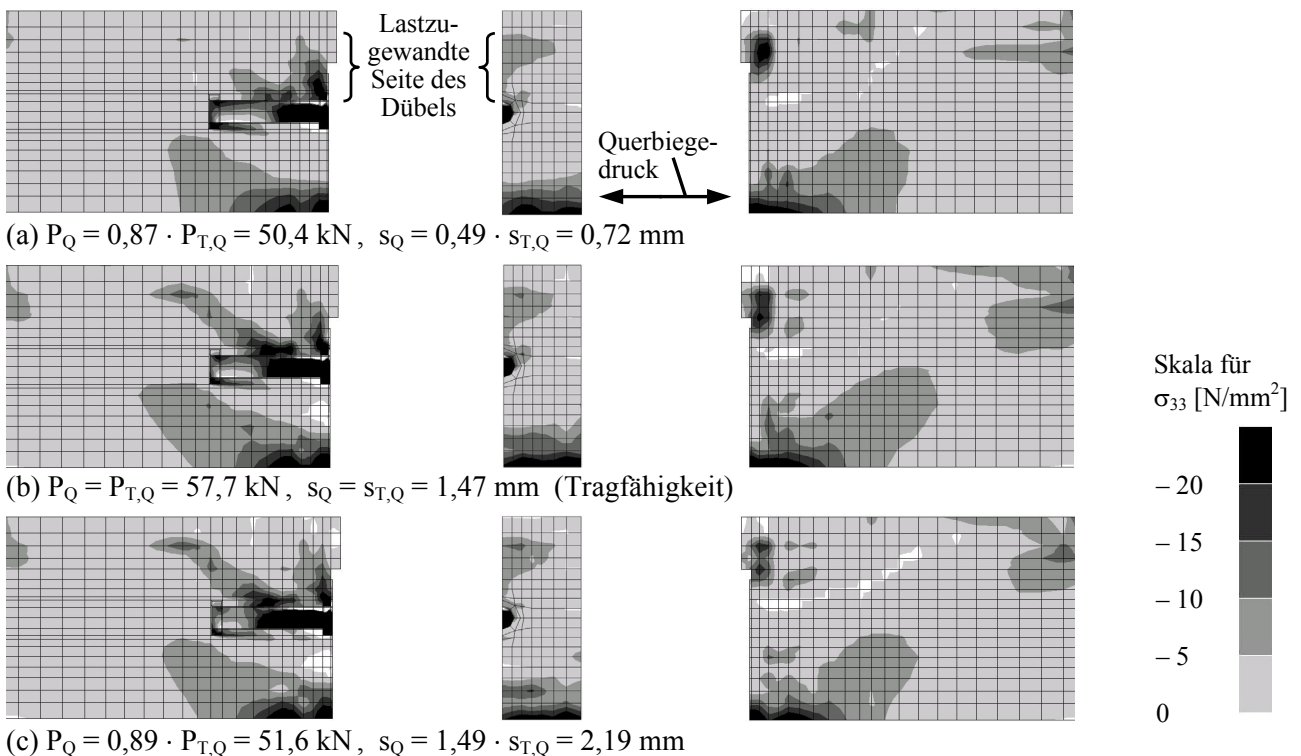 Lastzu-
gewandte
Seite des
Dübels
Querbiege-
druck
(a) P_Q = 0,87 · P_T,Q = 50,4 kN , s_Q = 0,49 · s_T,Q = 0,72 mm
(b) P_Q = P_T,Q = 57,7 kN , s_Q = s_T,Q = 1,47 mm (Tragfähigkeit)
Skala für
σ₃₃ [N/mm²]
– 20
– 15
– 10
– 5
0
(c) P_Q = 0,89 · P_T,Q = 51,6 kN , s_Q = 1,49 · s_T,Q = 2,19 mm